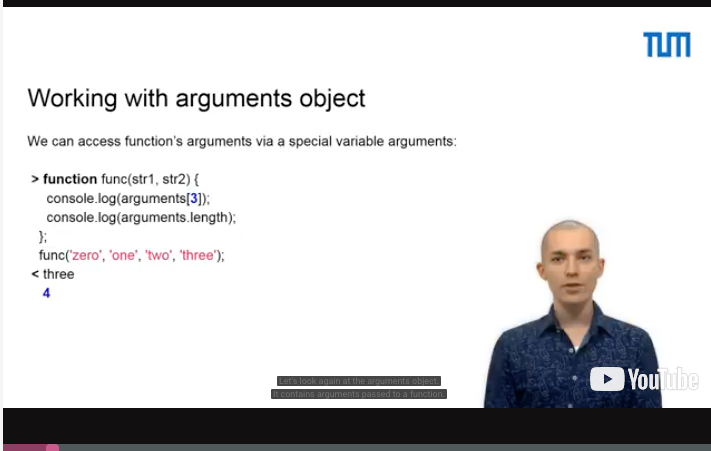 TUM
Working with arguments object
We can access function's arguments via a special variable arguments:
> function func(str1, str2) {
console.log(arguments[3]);
console.log(arguments.length);
};
func('zero', 'one', 'two', 'three');
< three
4
Let's look again at the arguments object.
It contains arguments passed to a function.
YouTube